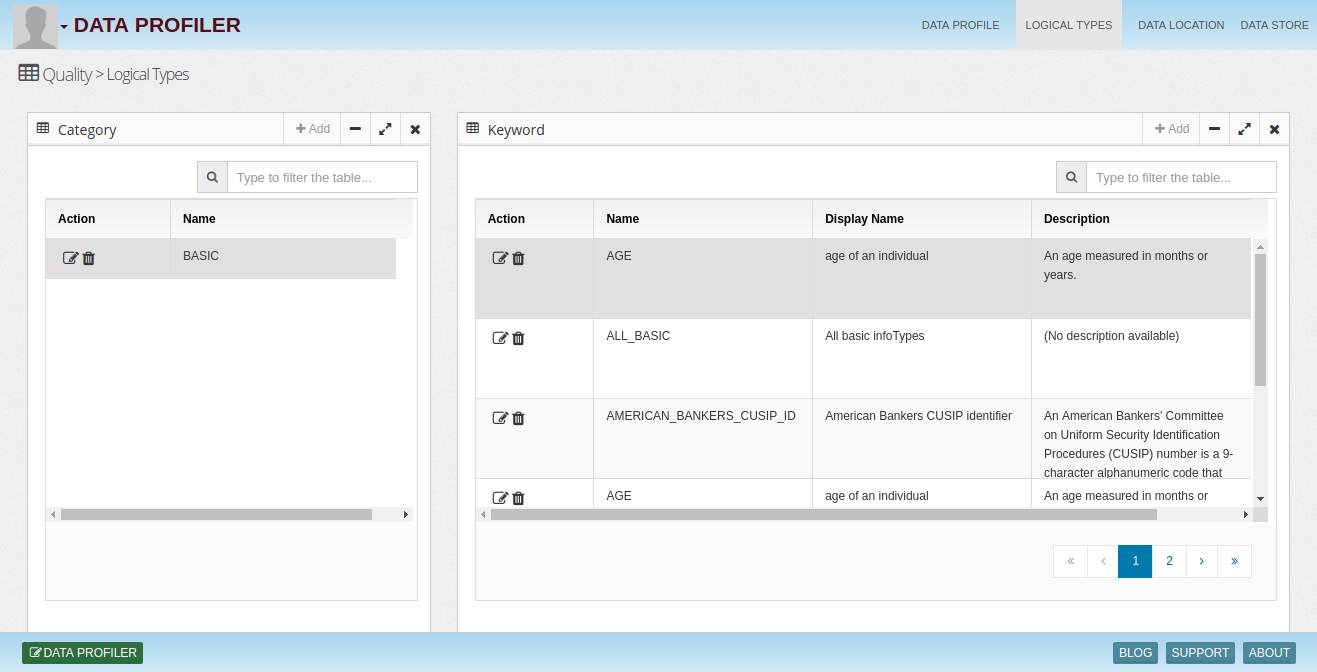 DATA PROFILER
DATA PROFILE LOGICAL TYPES DATA LOCATION DATA STORE
Quality > Logical Types
Category
Add
Type to filter the table...
Action Name
BASIC
Keyword
Add
Type to filter the table...
Action Name Display Name Description
AGE age of an individual An age measured in months or
years.
ALL_BASIC All basic infoTypes (No description available)
AMERICAN_BANKERS_CUSIP_ID American Bankers CUSIP identifier An American Bankers' Committee
on Uniform Security Identification
Procedures (CUSIP) number is a 9-
character alphanumeric code that
AGE age of an individual An age measured in months or
« ‹ 1 2 › »
DATA PROFILER
BLOG SUPPORT ABOUT